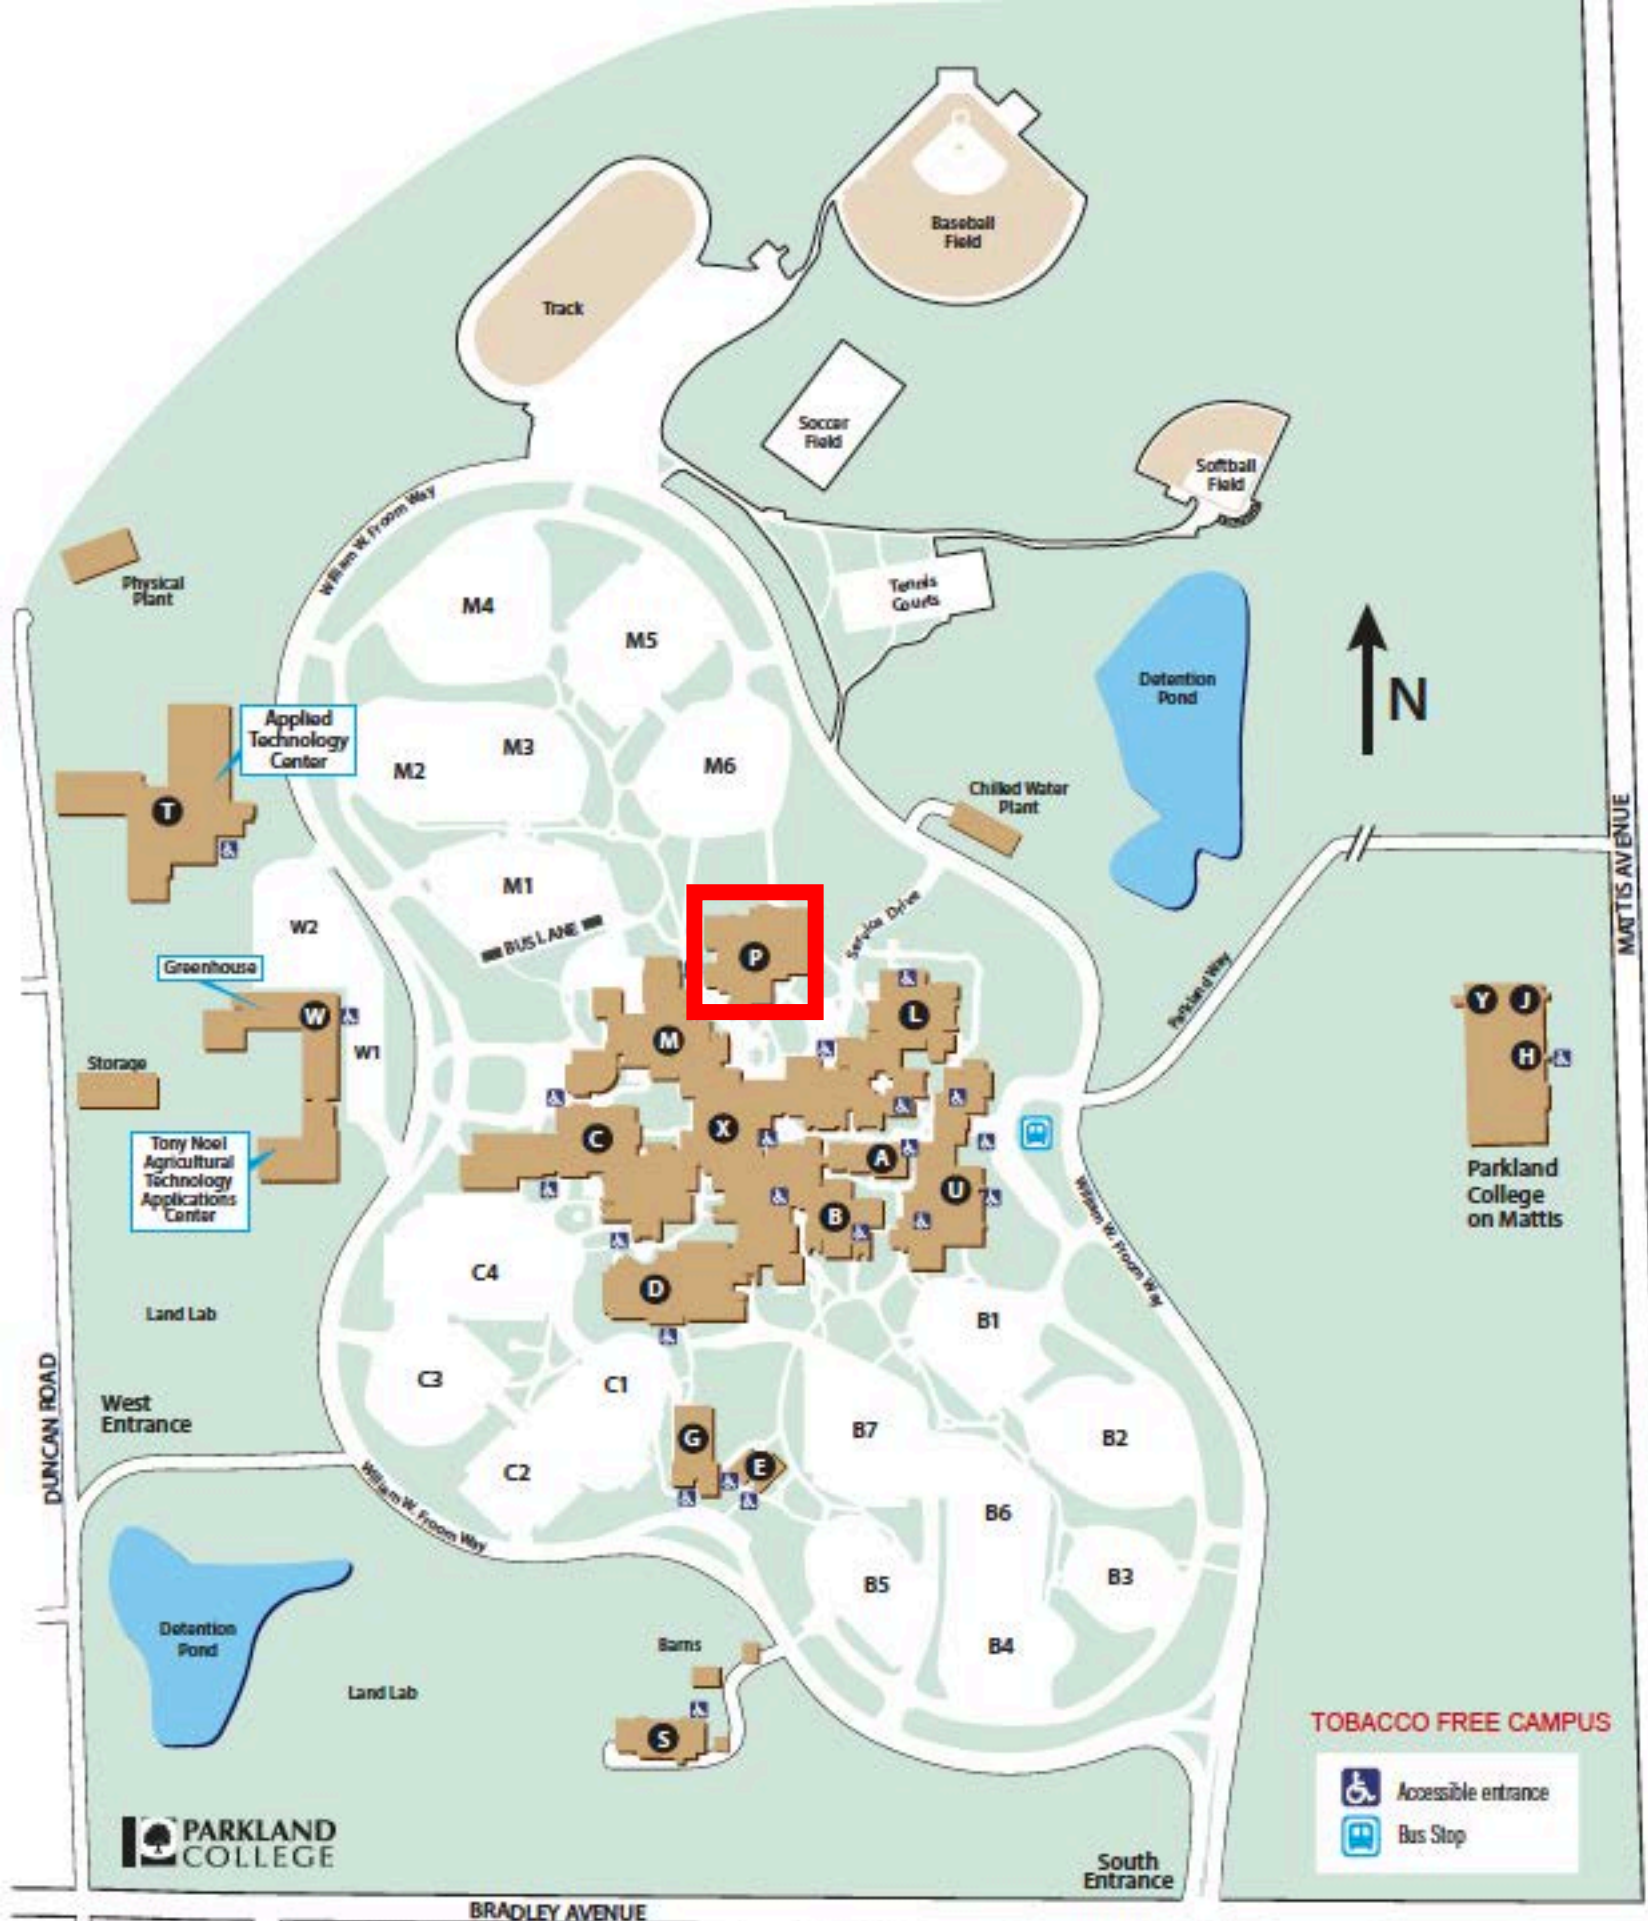 Baseball
Field
Track
Soccer
Field
Softball
Field
William W. Froom Way
Physical
Plant
Tennis
Courts
M4
M5
Detention
Pond
N
Applied
Technology
Center
M3
M2
M6
Chilled Water
Plant
T
MATTIS AVENUE
M1
BUS LANE
Service Drive
W2
P
Greenhouse
Parkland Way
W
L
Y
J
M
W1
H
Storage
X
C
A
Tony Noel
Agricultural
Technology
Applications
Center
Parkland
College
on Mattis
U
B
William W. Froom Way
C4
D
Land Lab
B1
C3
C1
DUNCAN ROAD
West
Entrance
B7
B2
G
E
C2
William W. Froom Way
B6
B5
B3
Detention
Pond
Barns
B4
Land Lab
S
TOBACCO FREE CAMPUS
Accessible entrance
Bus Stop
PARKLAND
COLLEGE
South
Entrance
BRADLEY AVENUE